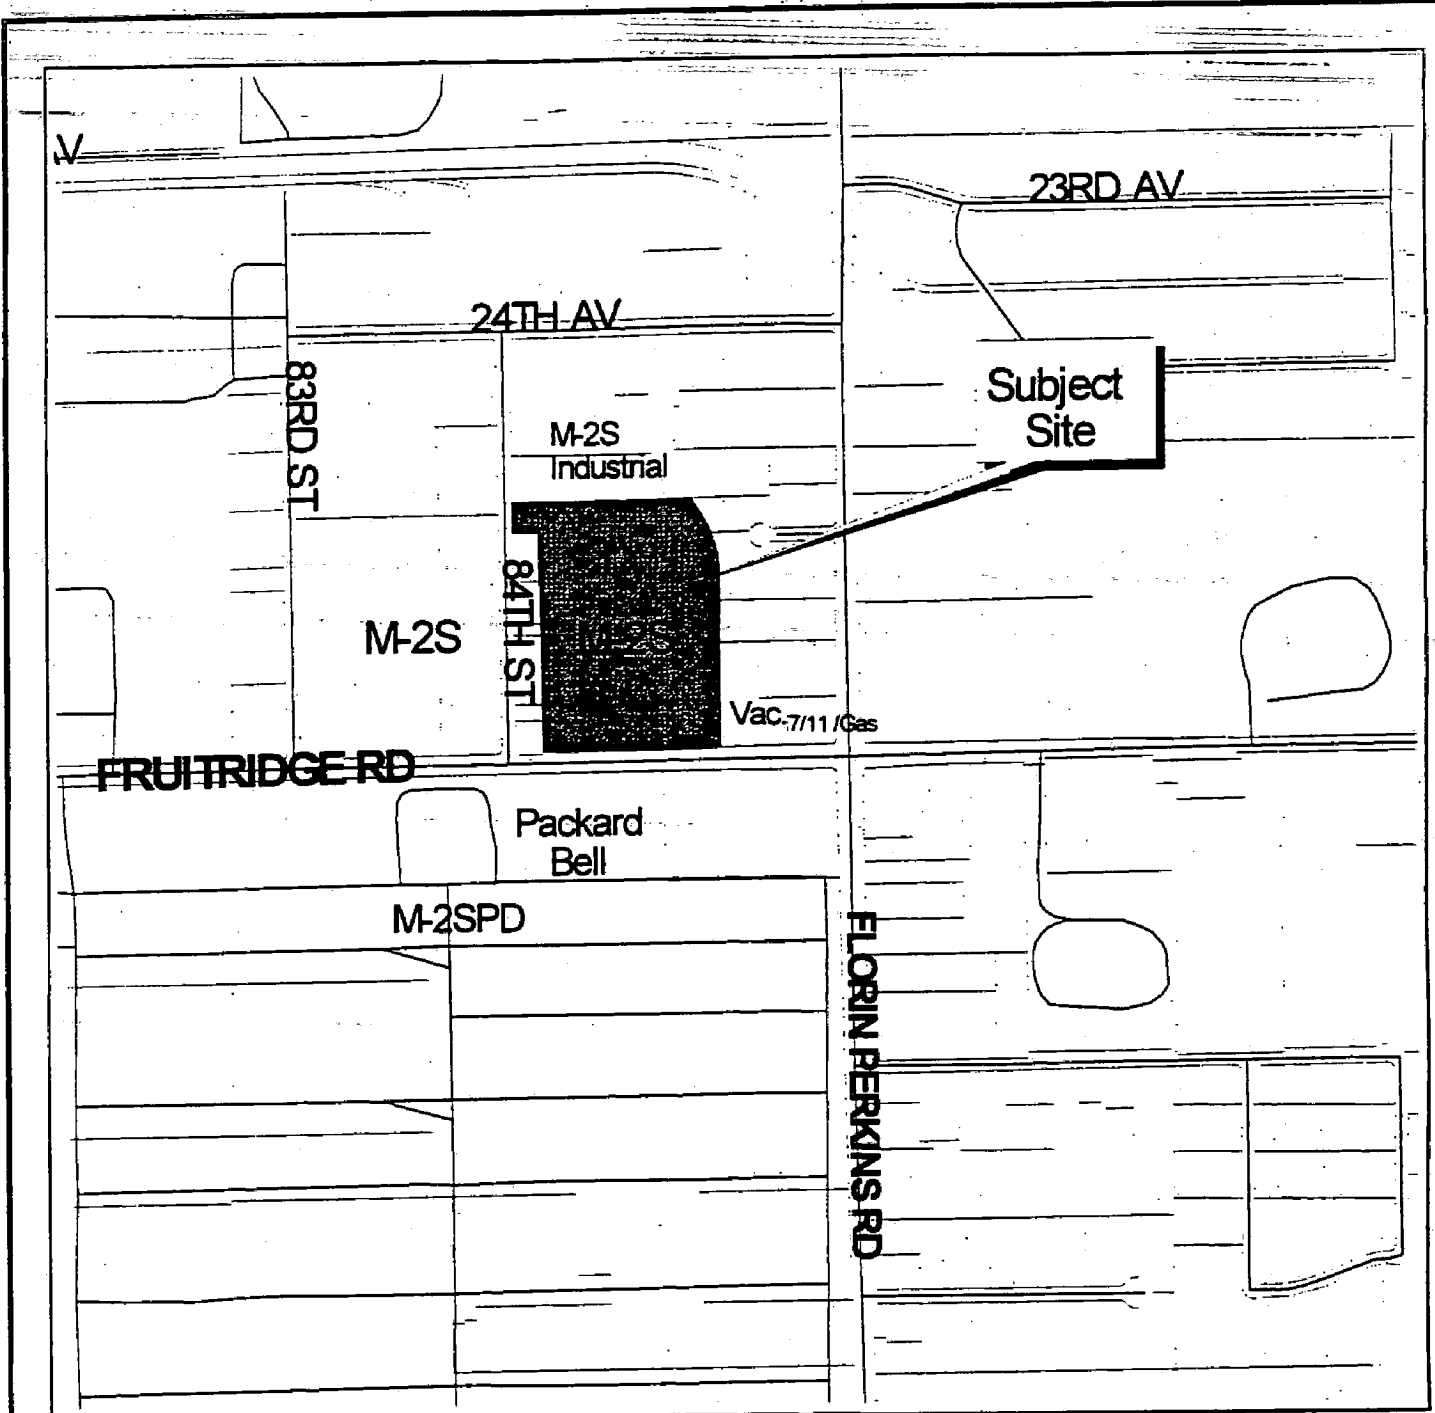 AV
23RD AV
24TH AV
83RD ST
Subject
Site
M-2S
Industrial
84TH ST
M-2S
M-2S
Vac.7/11/Gas
FRUITRIDGE RD
Packard
Bell
M-2SPD
FLORIN PERKINS RD